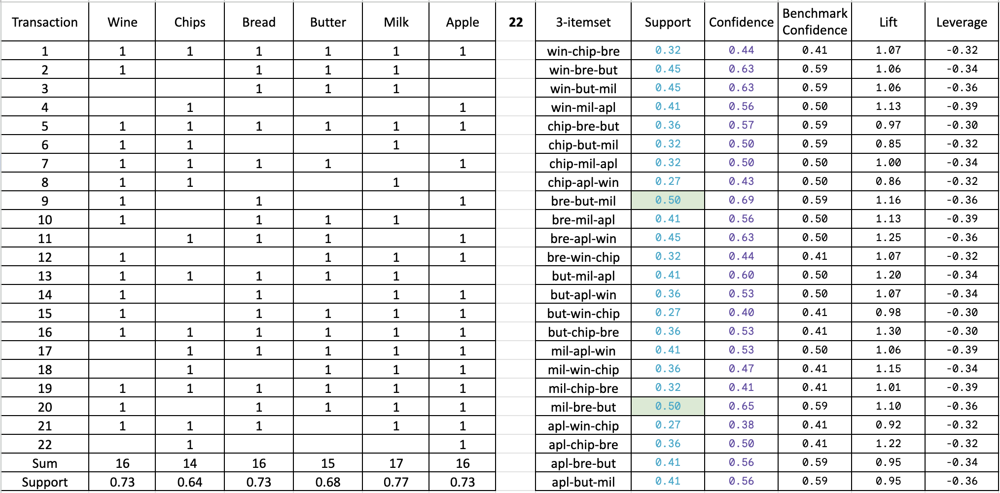 Transaction Wine Chips Bread Butter Milk Apple 22 3-itemset Support Confidence Benchmark Confidence Lift Leverage
1 1 1 1 1 1 1 win-chip-bre 0.32 0.44 0.41 1.07 -0.32
2 1 1 1 1 win-bre-but 0.45 0.63 0.59 1.06 -0.34
3 1 1 1 win-but-mil 0.45 0.63 0.59 1.06 -0.36
4 1 1 win-mil-apl 0.41 0.56 0.50 1.13 -0.39
5 1 1 1 1 1 1 chip-bre-but 0.36 0.57 0.59 0.97 -0.30
6 1 1 1 chip-but-mil 0.32 0.50 0.59 0.85 -0.32
7 1 1 1 1 1 chip-mil-apl 0.32 0.50 0.50 1.00 -0.34
8 1 1 1 chip-apl-win 0.27 0.43 0.50 0.86 -0.32
9 1 1 1 bre-but-mil 0.50 0.69 0.59 1.16 -0.36
10 1 1 1 1 bre-mil-apl 0.41 0.56 0.50 1.13 -0.39
11 1 1 1 1 bre-apl-win 0.45 0.63 0.50 1.25 -0.36
12 1 1 1 1 bre-win-chip 0.32 0.44 0.41 1.07 -0.32
13 1 1 1 1 1 but-mil-apl 0.41 0.60 0.50 1.20 -0.34
14 1 1 1 1 but-apl-win 0.36 0.53 0.50 1.07 -0.34
15 1 1 1 1 1 but-win-chip 0.27 0.40 0.41 0.98 -0.30
16 1 1 1 1 1 1 but-chip-bre 0.36 0.53 0.41 1.30 -0.30
17 1 1 1 1 1 mil-apl-win 0.41 0.53 0.50 1.06 -0.39
18 1 1 1 1 mil-win-chip 0.36 0.47 0.41 1.15 -0.34
19 1 1 1 1 1 1 mil-chip-bre 0.32 0.41 0.41 1.01 -0.39
20 1 1 1 1 1 mil-bre-but 0.50 0.65 0.59 1.10 -0.36
21 1 1 1 1 1 apl-win-chip 0.27 0.38 0.41 0.92 -0.32
22 1 1 apl-chip-bre 0.36 0.50 0.41 1.22 -0.32
Sum 16 14 16 15 17 16 apl-bre-but 0.41 0.56 0.59 0.95 -0.34
Support 0.73 0.64 0.73 0.68 0.77 0.73 apl-but-mil 0.41 0.56 0.59 0.95 -0.36